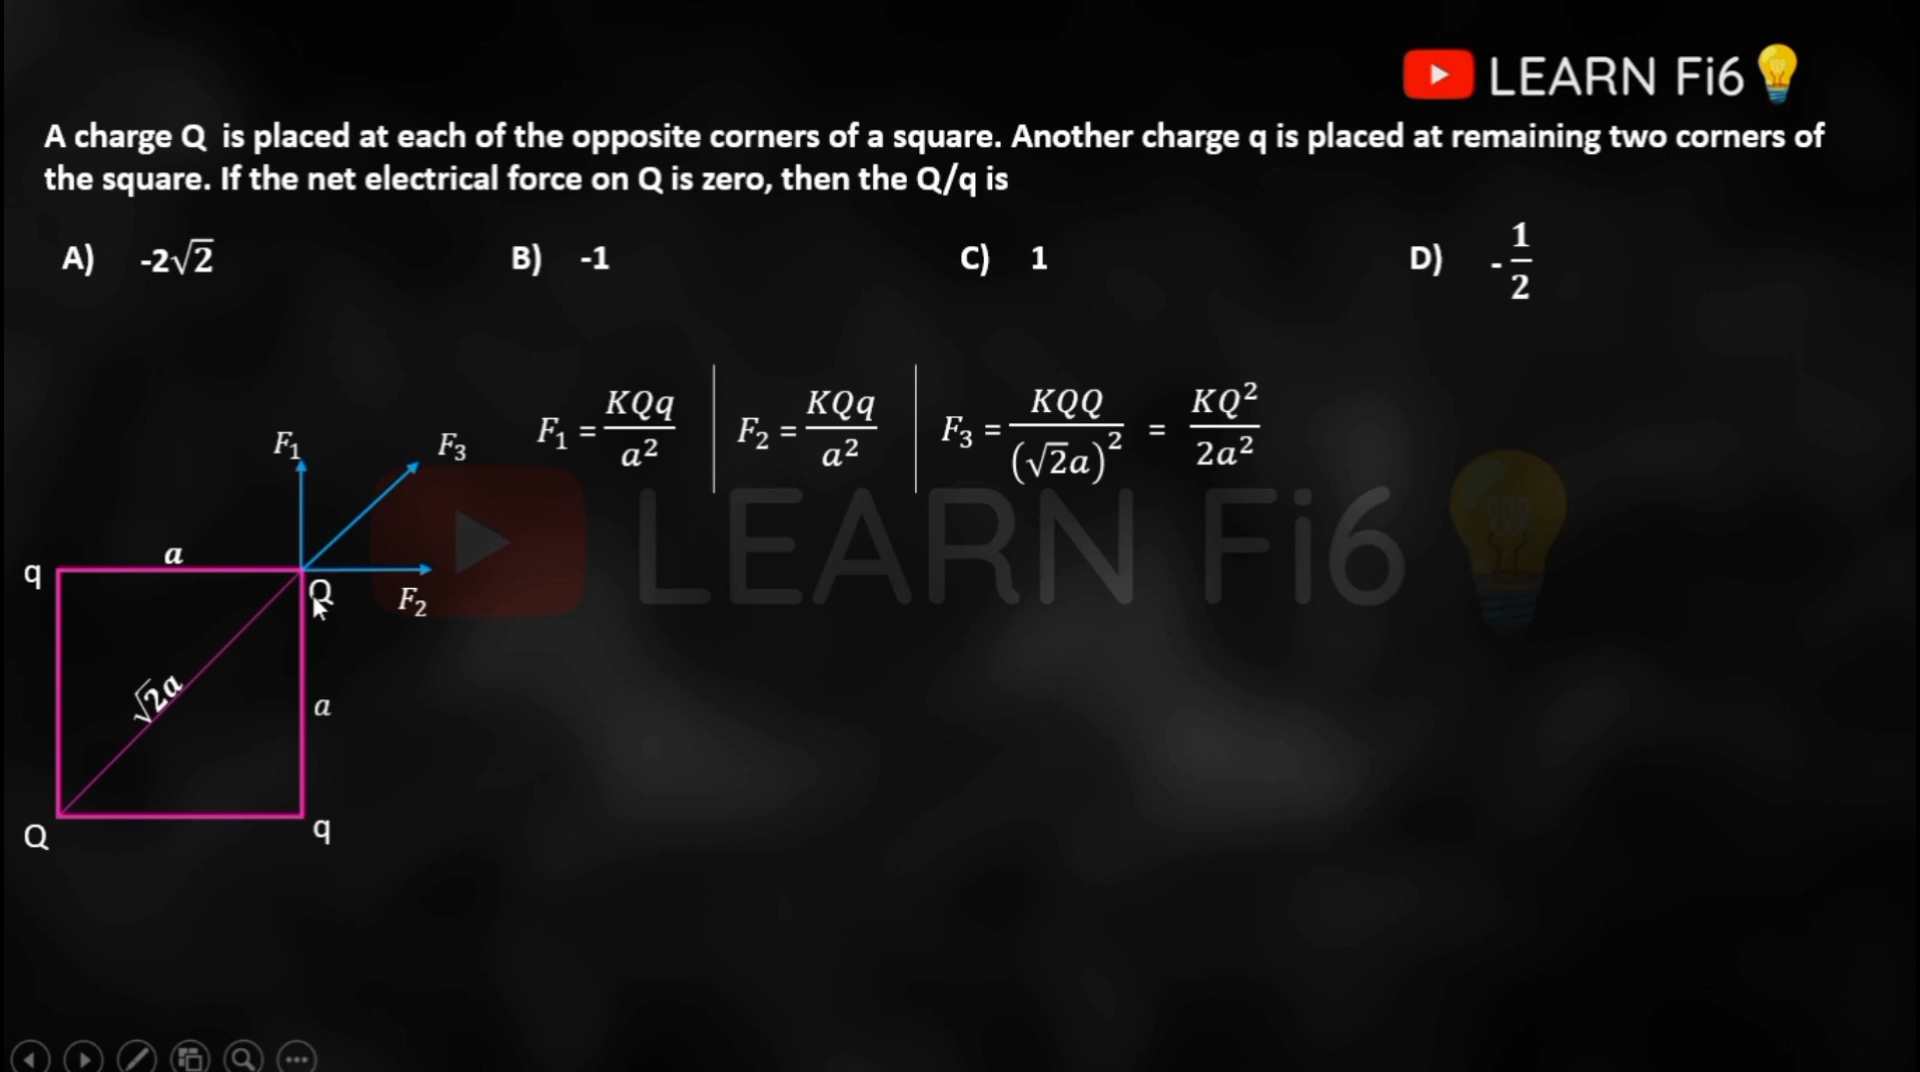 LEARN Fi6
A charge Q is placed at each of the opposite corners of a square. Another charge q is placed at remaining two corners of
the square. If the net electrical force on Q is zero, then the Q/q is
A) -2√2 B) -1 C) 1 D) -1/2
F₁ = KQq/a² | F₂ = KQq/a² | F₃ = KQQ/(√2a)² = KQ²/2a²
F₁ F₃
LEARN Fi6
a
q Q F₂
√2a a
Q q